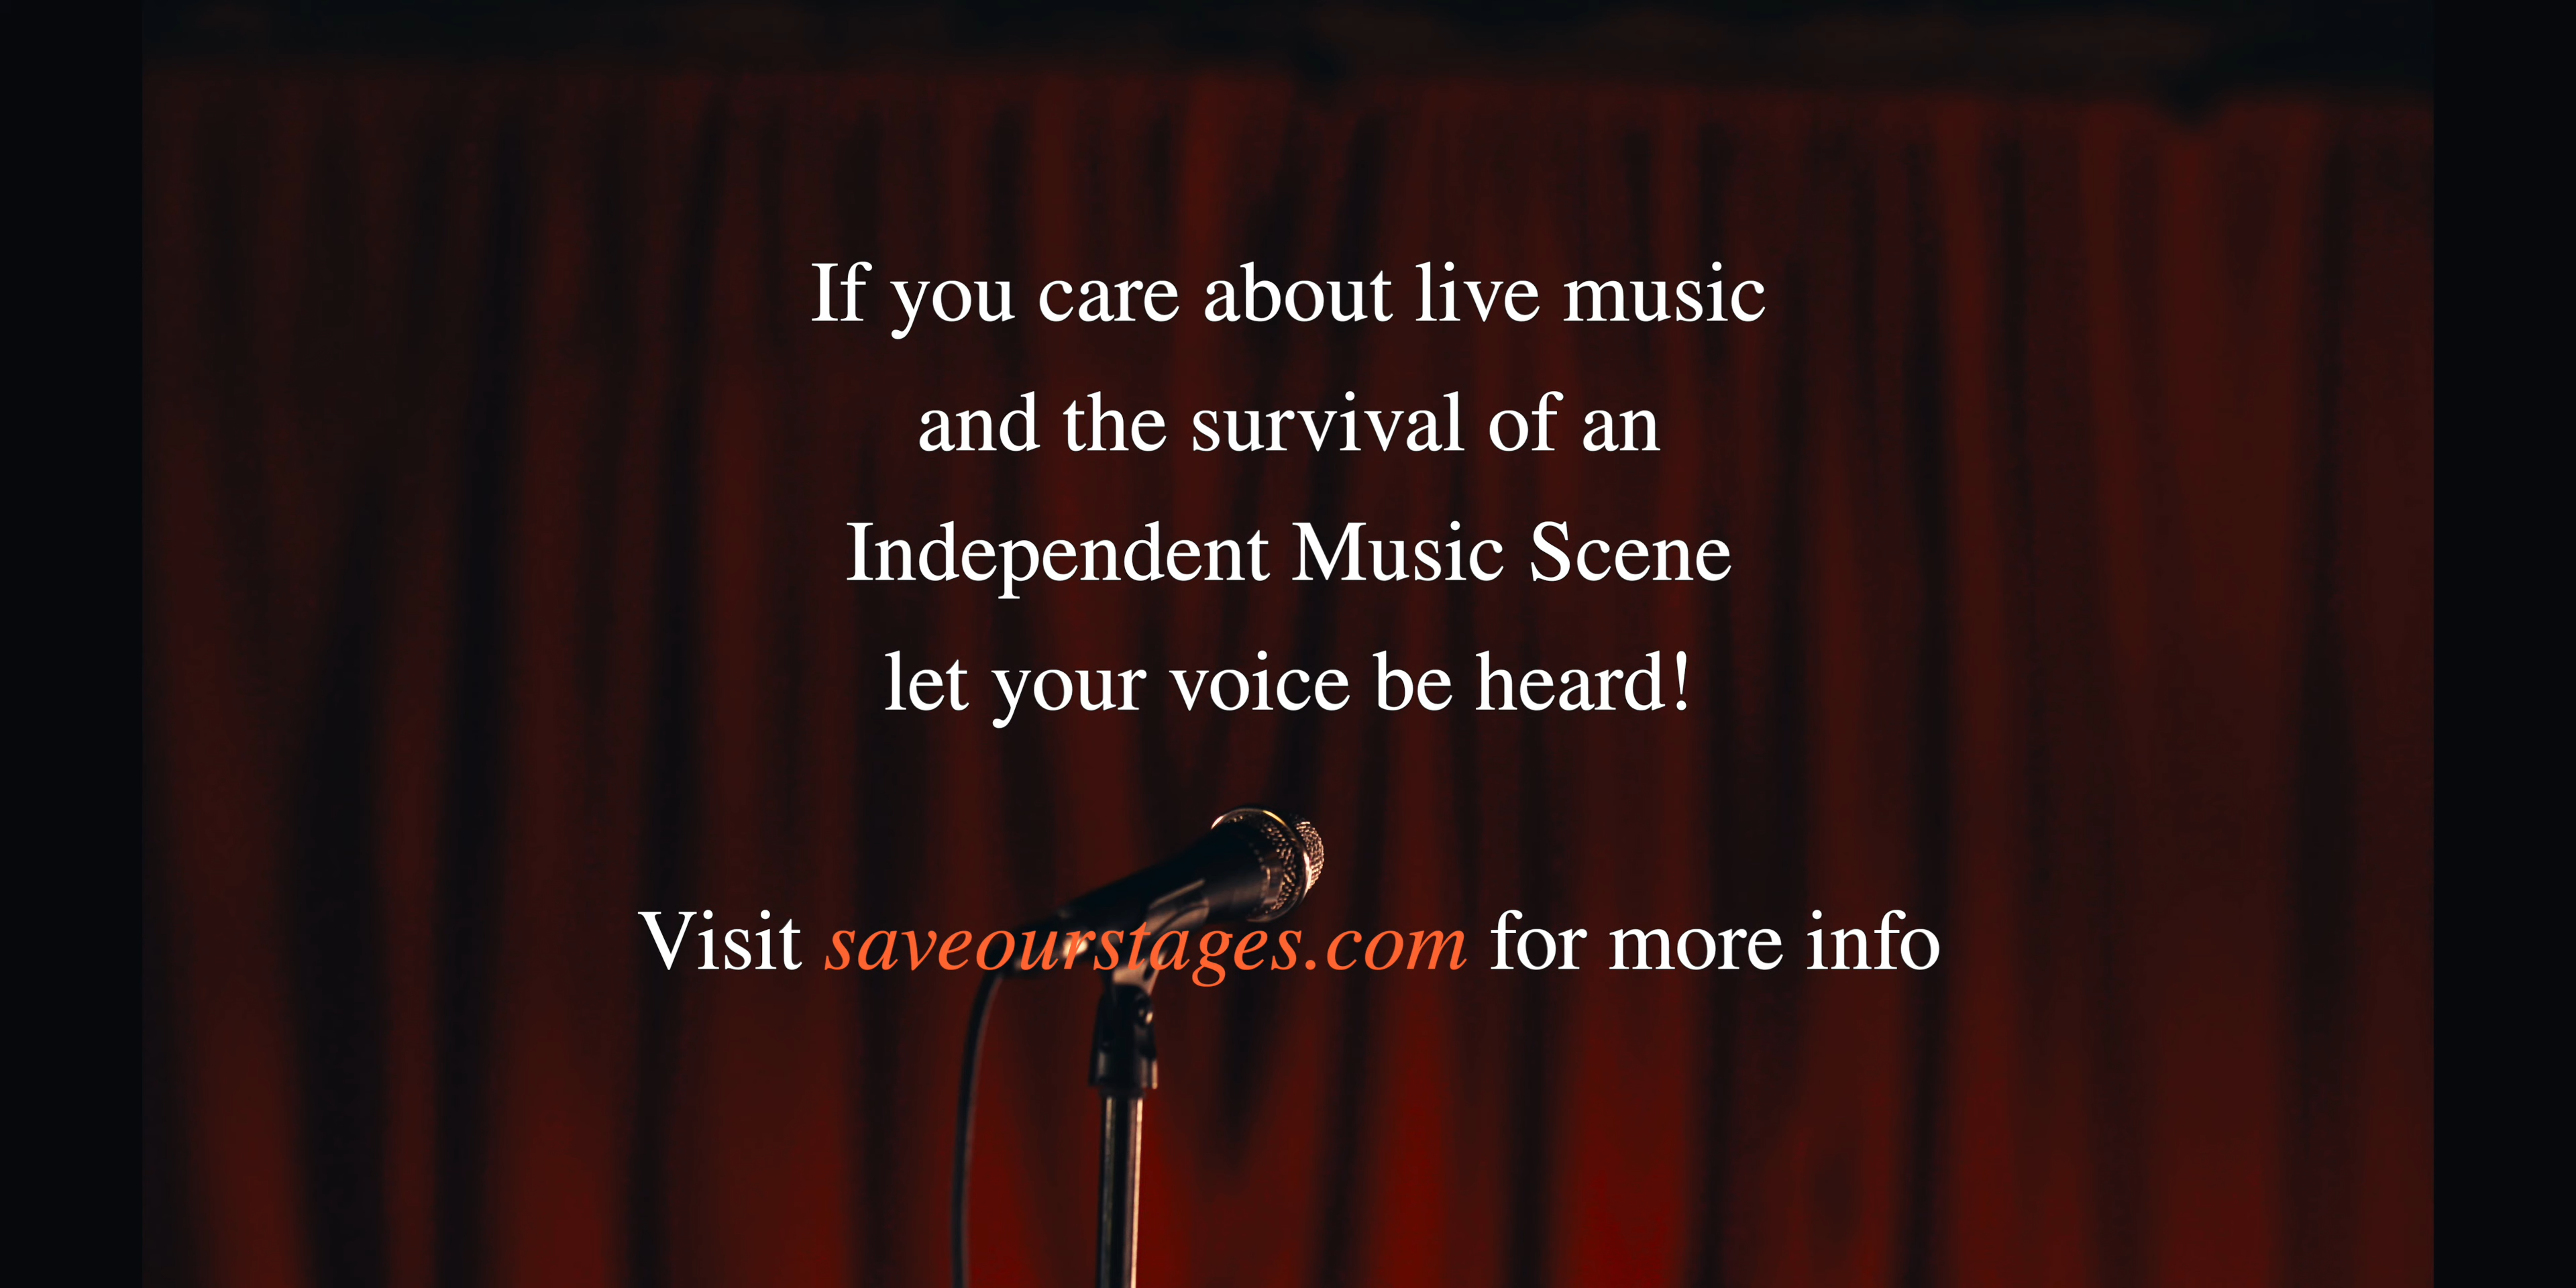 If you care about live music
and the survival of an
Independent Music Scene
let your voice be heard!
Visit saveourstages.com for more info